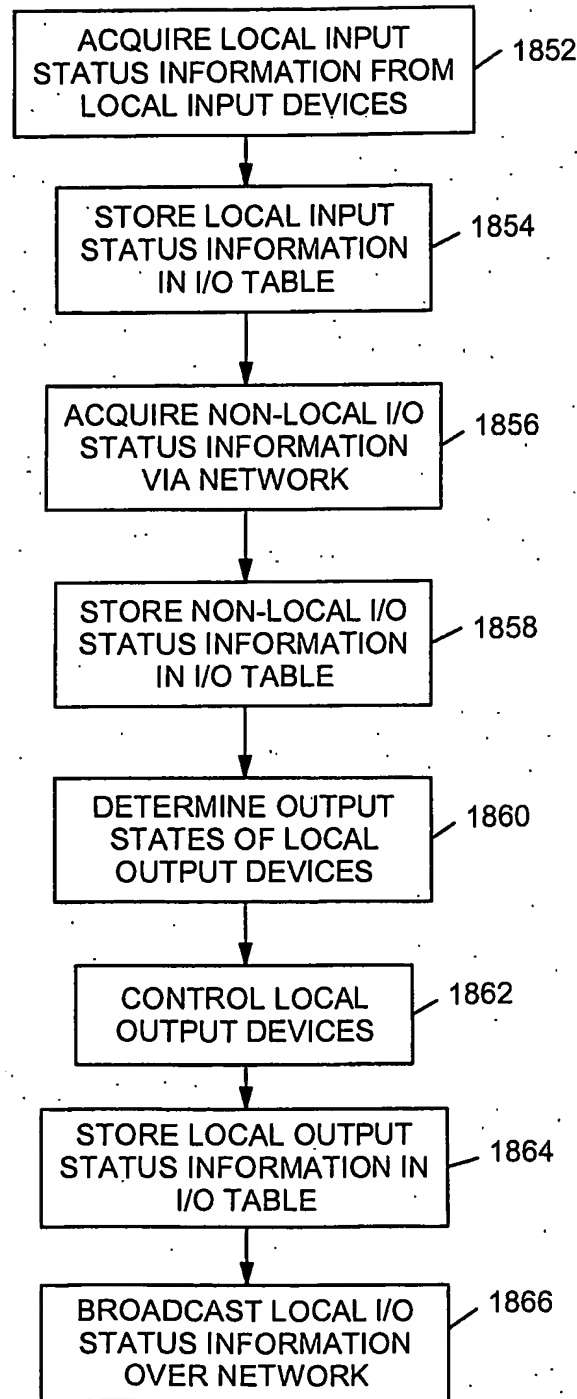 ACQUIRE LOCAL INPUT
STATUS INFORMATION FROM
LOCAL INPUT DEVICES
1852
STORE LOCAL INPUT
STATUS INFORMATION
IN I/O TABLE
1854
ACQUIRE NON-LOCAL I/O
STATUS INFORMATION
VIA NETWORK
1856
STORE NON-LOCAL I/O
STATUS INFORMATION
IN I/O TABLE
1858
DETERMINE OUTPUT
STATES OF LOCAL
OUTPUT DEVICES
1860
CONTROL LOCAL
OUTPUT DEVICES
1862
STORE LOCAL OUTPUT
STATUS INFORMATION IN
I/O TABLE
1864
BROADCAST LOCAL I/O
STATUS INFORMATION
OVER NETWORK
1866